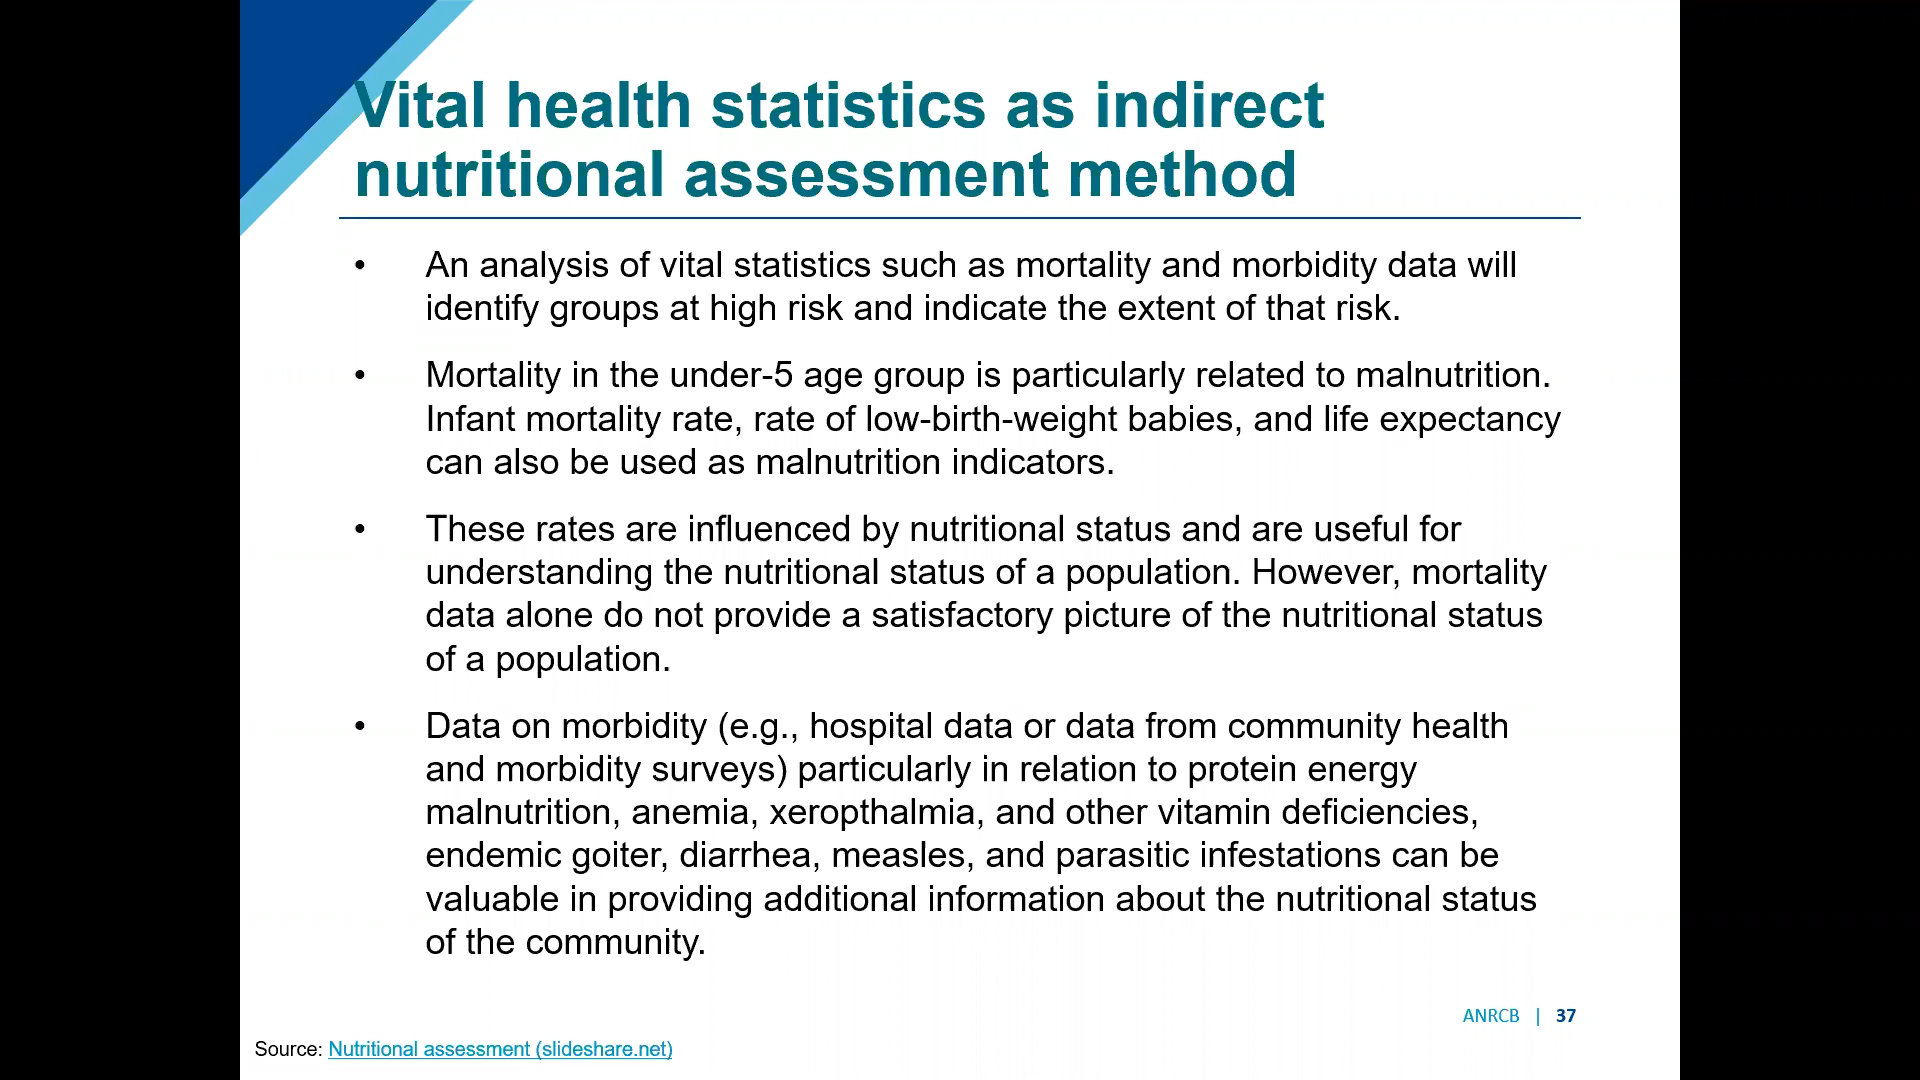 Vital health statistics as indirect
nutritional assessment method
• An analysis of vital statistics such as mortality and morbidity data will
identify groups at high risk and indicate the extent of that risk.
• Mortality in the under-5 age group is particularly related to malnutrition.
Infant mortality rate, rate of low-birth-weight babies, and life expectancy
can also be used as malnutrition indicators.
• These rates are influenced by nutritional status and are useful for
understanding the nutritional status of a population. However, mortality
data alone do not provide a satisfactory picture of the nutritional status
of a population.
• Data on morbidity (e.g., hospital data or data from community health
and morbidity surveys) particularly in relation to protein energy
malnutrition, anemia, xeropthalmia, and other vitamin deficiencies,
endemic goiter, diarrhea, measles, and parasitic infestations can be
valuable in providing additional information about the nutritional status
of the community.
ANRCB | 37
Source: Nutritional assessment (slideshare.net)